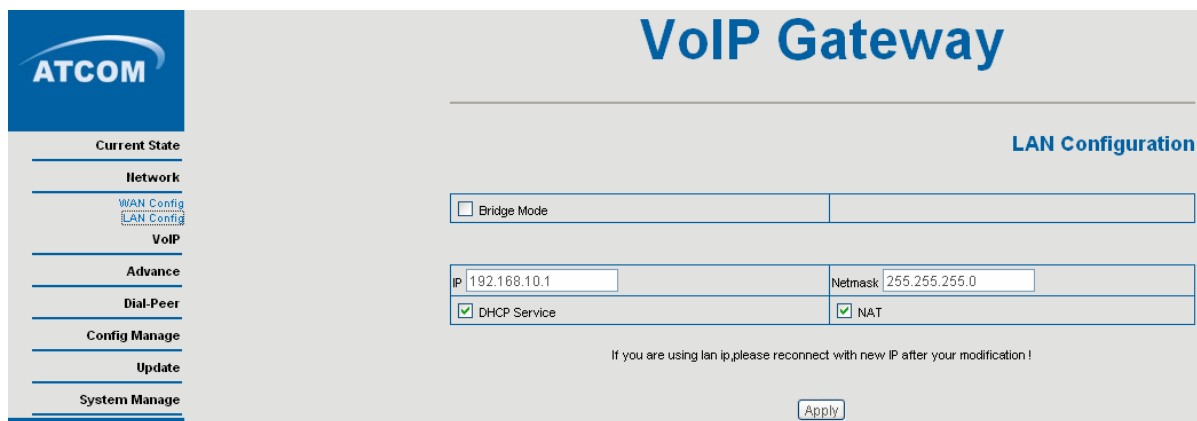 ATCOM
VoIP Gateway
Current State
Network
WAN Config
LAN Config
VoIP
Advance
Dial-Peer
Config Manage
Update
System Manage
LAN Configuration
Bridge Mode
IP 192.168.10.1 Netmask 255.255.255.0
DHCP Service NAT
If you are using lan ip,please reconnect with new IP after your modification !
Apply